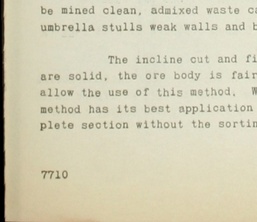 be mined clean, admixed waste ca
umbrella stulls weak walls and b
The incline cut and fi
are solid, the ore body is fair
allow the use of this method. W
method has its best application
plete section without the sortin
7710